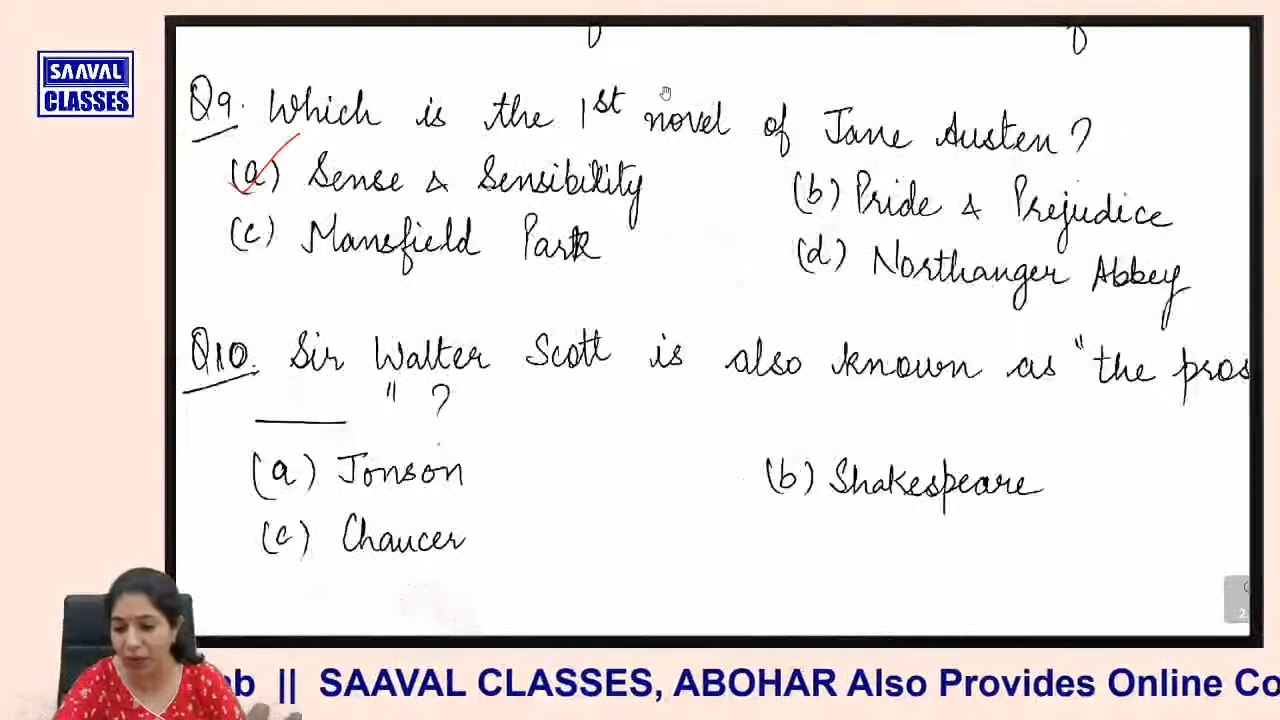 SAAVAL
CLASSES
Q9. Which is the 1st novel of Jane Austen?
(a) Sense & Sensibility (b) Pride & Prejudice
(c) Mansfield Park (d) Northanger Abbey
Q10. Sir Walter Scott is also known as "the pros
____ " ?
(a) Jonson (b) Shakespeare
(c) Chaucer
ab || SAAVAL CLASSES, ABOHAR Also Provides Online Co